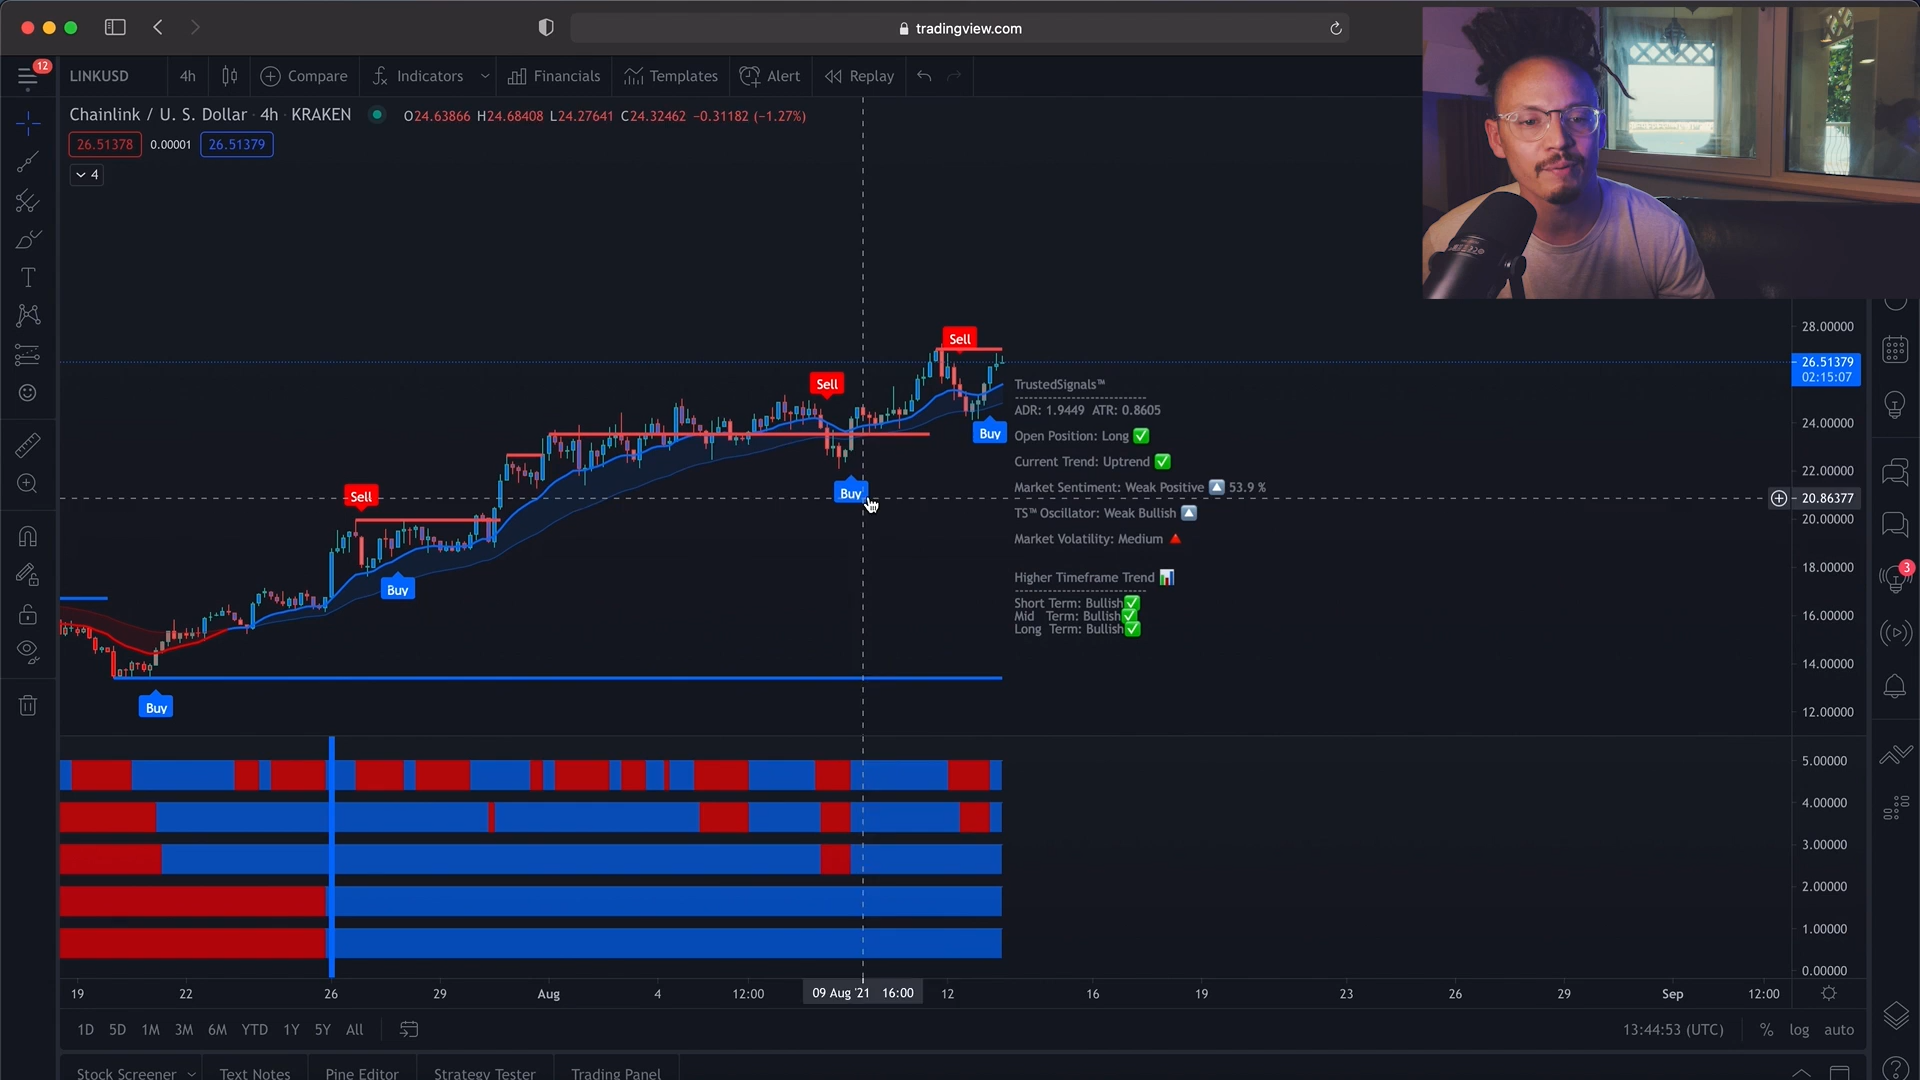 tradingview.com
12
LINKUSD 4h Compare Indicators Financials Templates Alert Replay
Chainlink / U. S. Dollar · 4h · KRAKEN O24.63866 H24.68408 L24.27641 C24.32462 −0.31182 (−1.27%)
26.51378 0.00001 26.51379
4
28.00000
Sell
26.51379
02:15:07
Sell
TrustedSignals™
-------------------------
ADR: 1.9449 ATR: 0.8605
24.00000
Buy
Open Position: Long ✅
Current Trend: Uptrend ✅
22.00000
Market Sentiment: Weak Positive 🔼 53.9 %
Sell
Buy
20.86377
TS™ Oscillator: Weak Bullish 🔼
20.00000
Market Volatility: Medium 🔺
18.00000
Higher Timeframe Trend 📊
-------------------------
3
Buy
Short Term: Bullish✅
Mid Term: Bullish✅
Long Term: Bullish✅
16.00000
14.00000
Buy
12.00000
5.00000
4.00000
3.00000
2.00000
1.00000
0.00000
19 22 26 29 Aug 4 12:00 09 Aug '21 16:00 12 16 19 23 26 29 Sep 12:00
1D 5D 1M 3M 6M YTD 1Y 5Y All 13:44:53 (UTC) % log auto
Stock Screener Text Notes Pine Editor Strategy Tester Trading Panel